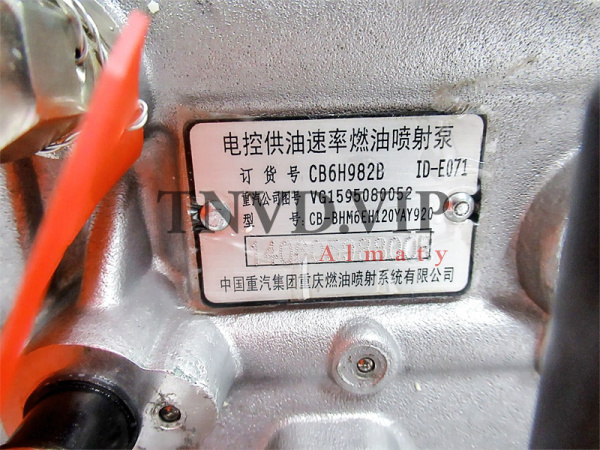 电控供油速率燃油喷射泵
订 货 号 CB6H982B ID-E071
重汽公司图号 VG1595080052
TNVD.VIP
型 号: CB-BHM6EH120YAY920
Almaty
中国重汽集团重庆燃油喷射系统有限公司